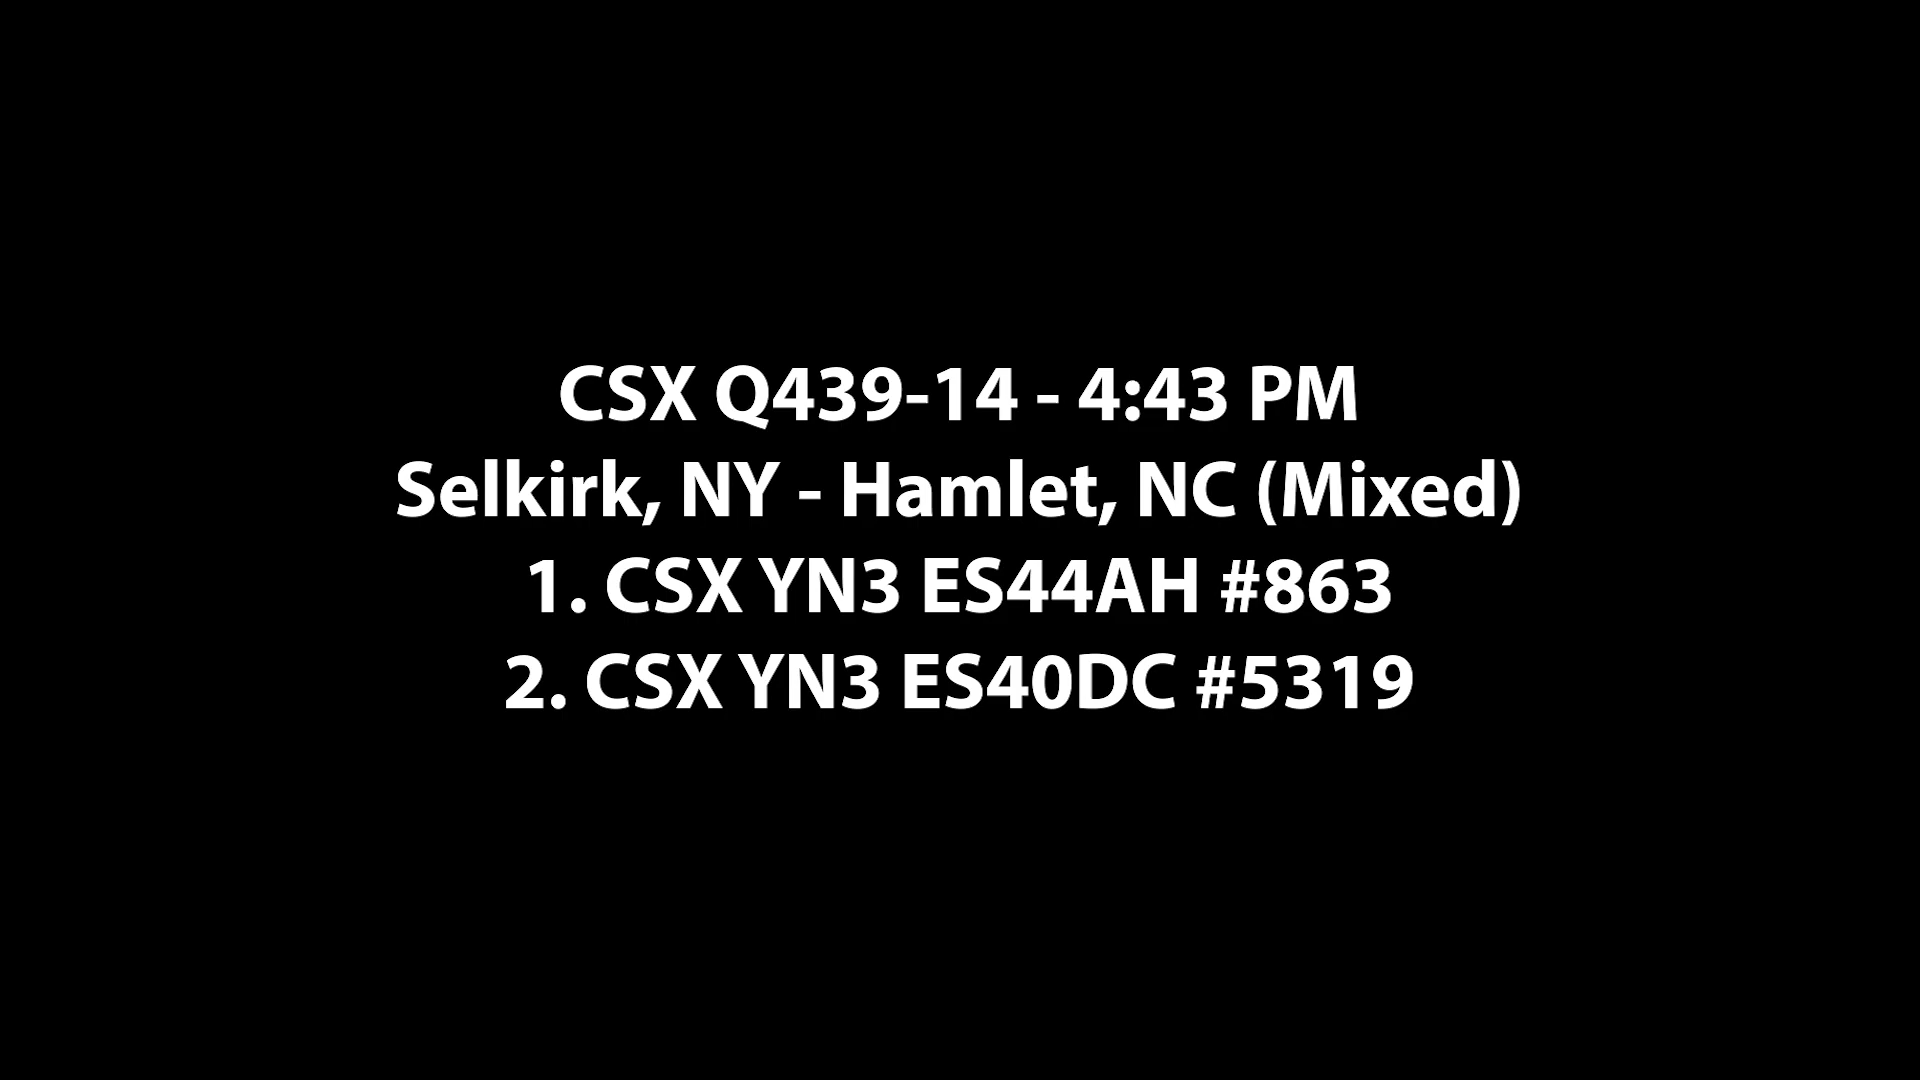 CSX Q439-14 - 4:43 PM
Selkirk, NY - Hamlet, NC (Mixed)
1. CSX YN3 ES44AH #863
2. CSX YN3 ES40DC #5319